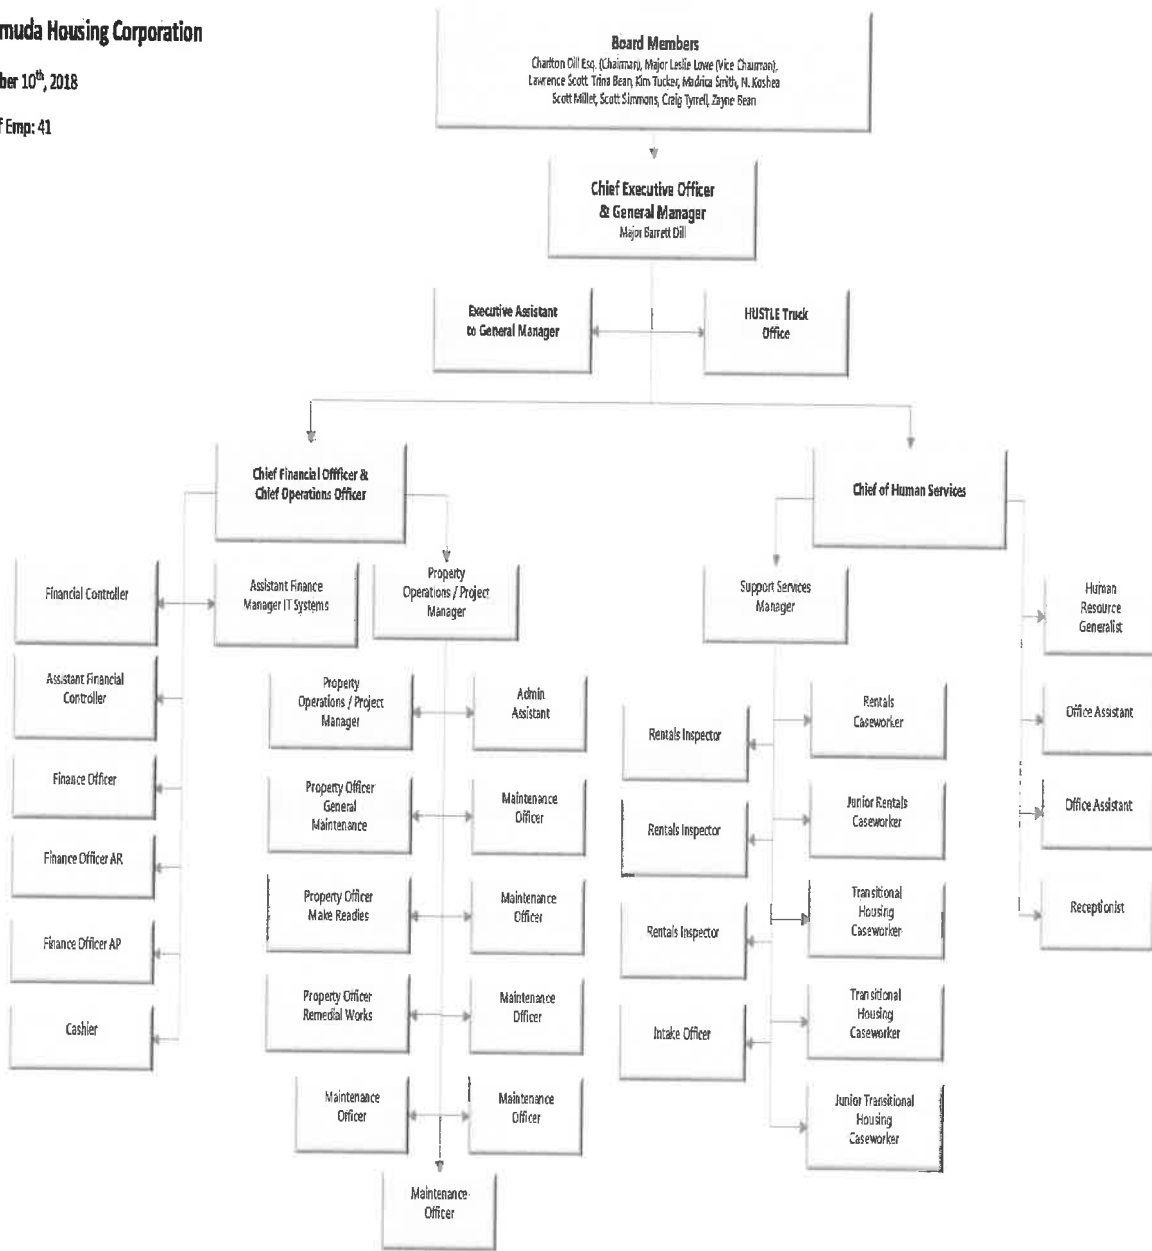 muda Housing Corporation
ber 10th, 2018
f Emp: 41
Board Members
Charlton Dill Esq. (Chairman), Major Leslie Lowe (Vice Chairman),
Lawrence Scott, Trina Bean, Kim Tucker, Madrica Smith, N. Koshea
Scott Millet, Scott Simmons, Craig Tyrrell, Zayne Bean
Chief Executive Officer
& General Manager
Major Barrett Dill
Executive Assistant
to General Manager
HUSTLE Truck
Office
Chief Financial Offficer &
Chief Operations Officer
Chief of Human Services
Financial Controller
Assistant Finance
Manager IT Systems
Property
Operations / Project
Manager
Support Services
Manager
Human
Resource
Generalist
Assistant Financial
Controller
Finance Officer
Finance Officer AR
Finance Officer AP
Cashier
Property
Operations / Project
Manager
Admin
Assistant
Property Officer
General
Maintenance
Maintenance
Officer
Property Officer
Make Readies
Maintenance
Officer
Property Officer
Remedial Works
Maintenance
Officer
Maintenance
Officer
Maintenance
Officer
Maintenance
Officer
Rentals Inspector
Rentals
Caseworker
Rentals Inspector
Junior Rentals
Caseworker
Rentals Inspector
Transitional
Housing
Caseworker
Intake Officer
Transitional
Housing
Caseworker
Junior Transitional
Housing
Caseworker
Office Assistant
Office Assistant
Receptionist